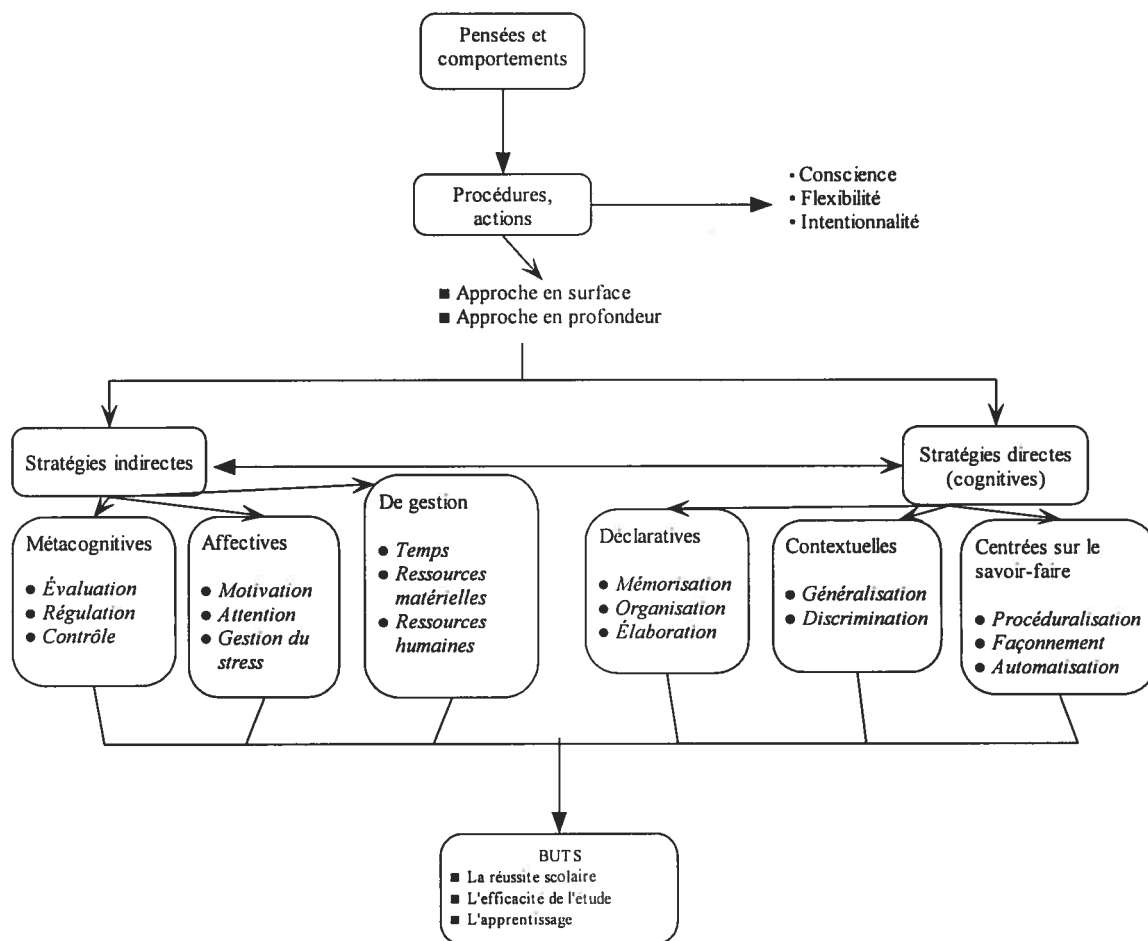 Pensées et
comportements
Procédures,
actions
• Conscience
• Flexibilité
• Intentionnalité
■ Approche en surface
■ Approche en profondeur
Stratégies indirectes
Stratégies directes
(cognitives)
Métacognitives
● Évaluation
● Régulation
● Contrôle
Affectives
● Motivation
● Attention
● Gestion du
stress
De gestion
● Temps
● Ressources
matérielles
● Ressources
humaines
Déclaratives
● Mémorisation
● Organisation
● Élaboration
Contextuelles
● Généralisation
● Discrimination
Centrées sur le
savoir-faire
● Procéduralisation
● Façonnement
● Automatisation
BUTS
■ La réussite scolaire
■ L'efficacité de l'étude
■ L'apprentissage